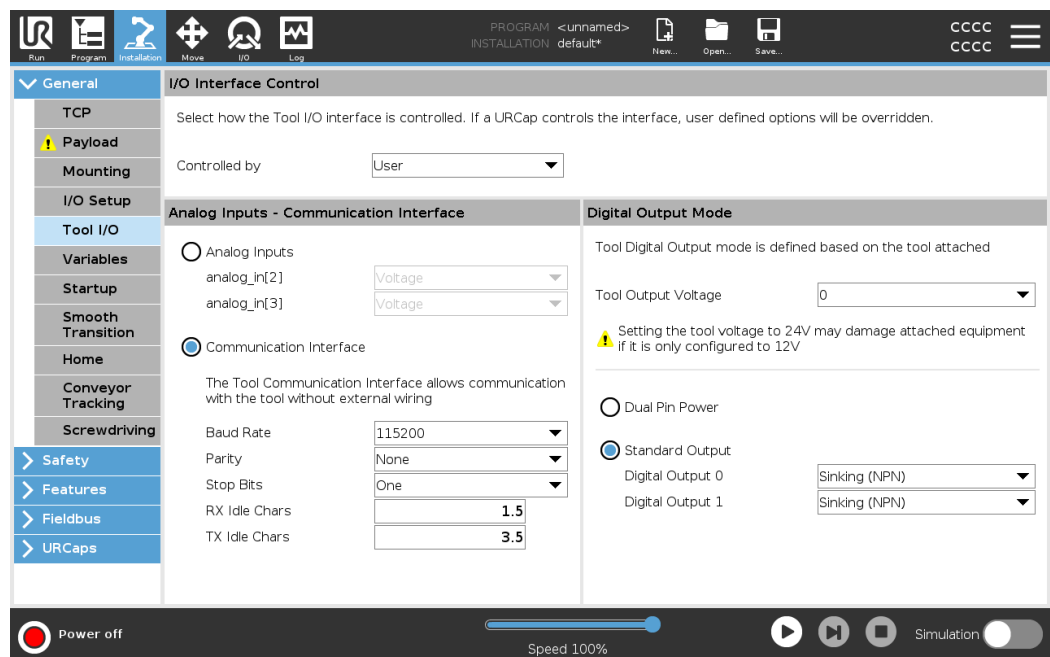 PROGRAM <unnamed>
INSTALLATION default*
Run
Program
Installation
Move
I/O
Log
New...
Open...
Save...
CCCC
CCCC
General
TCP
Payload
Mounting
I/O Setup
Tool I/O
Variables
Startup
Smooth
Transition
Home
Conveyor
Tracking
Screwdriving
Safety
Features
Fieldbus
URCaps
I/O Interface Control
Select how the Tool I/O interface is controlled. If a URCap controls the interface, user defined options will be overridden.
Controlled by User
Analog Inputs - Communication Interface
Analog Inputs
analog_in[2] Voltage
analog_in[3] Voltage
Communication Interface
The Tool Communication Interface allows communication
with the tool without external wiring
Baud Rate 115200
Parity None
Stop Bits One
RX Idle Chars 1.5
TX Idle Chars 3.5
Digital Output Mode
Tool Digital Output mode is defined based on the tool attached
Tool Output Voltage 0
Setting the tool voltage to 24V may damage attached equipment
if it is only configured to 12V
Dual Pin Power
Standard Output
Digital Output 0 Sinking (NPN)
Digital Output 1 Sinking (NPN)
Power off
Speed 100%
Simulation